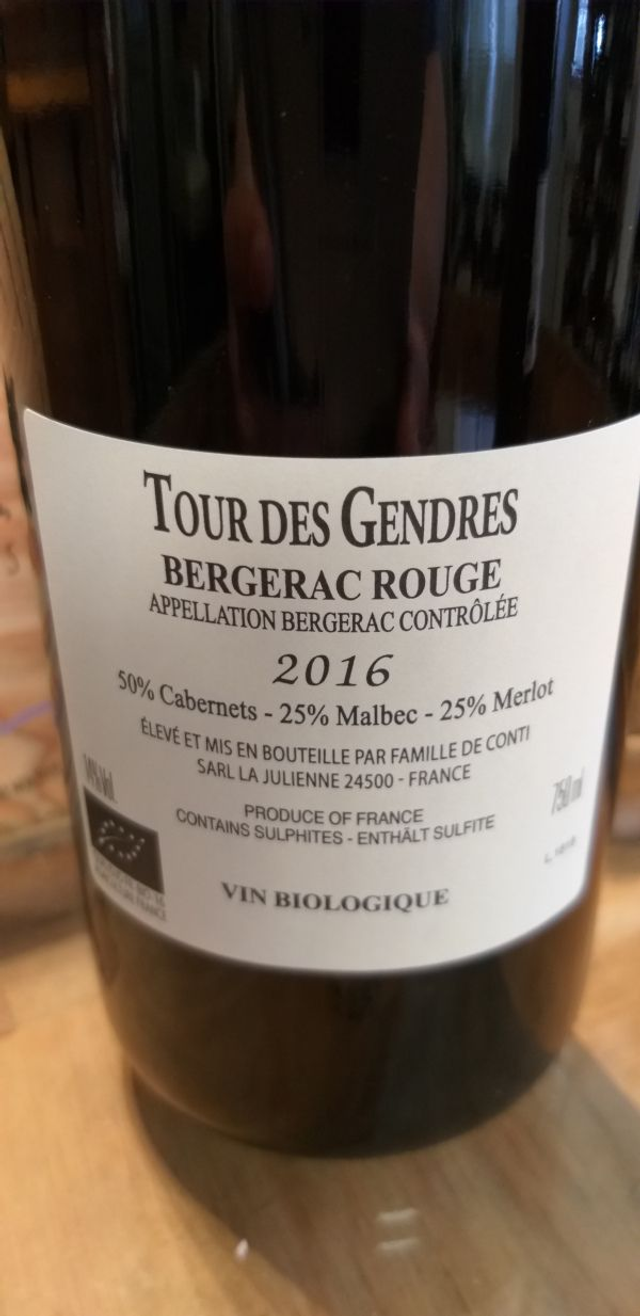 TOUR DES GENDRES
BERGERAC ROUGE
APPELLATION BERGERAC CONTRÔLÉE
2016
50% Cabernets - 25% Malbec - 25% Merlot
ÉLEVÉ ET MIS EN BOUTEILLE PAR FAMILLE DE CONTI
SARL LA JULIENNE 24500 - FRANCE
750 ml
PRODUCE OF FRANCE
CONTAINS SULPHITES - ENTHÄLT SULFITE
VIN BIOLOGIQUE